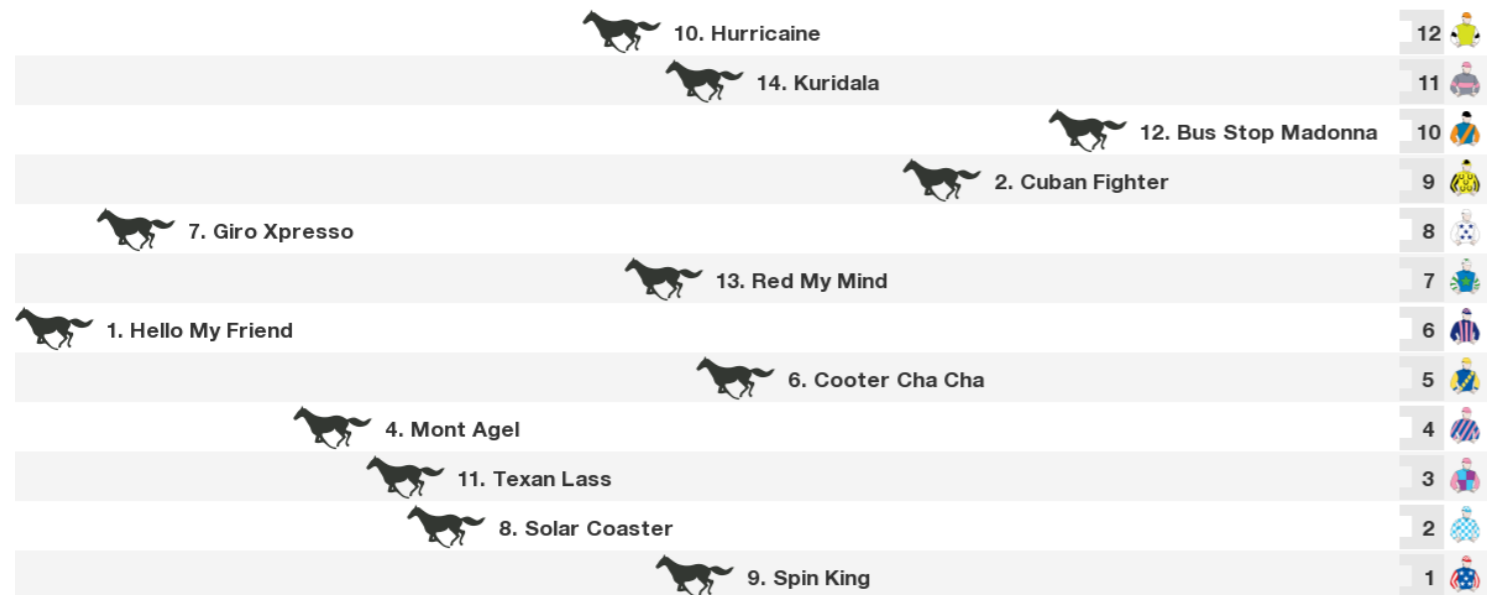 10. Hurricaine 12
14. Kuridala 11
12. Bus Stop Madonna 10
2. Cuban Fighter 9
7. Giro Xpresso 8
13. Red My Mind 7
1. Hello My Friend 6
6. Cooter Cha Cha 5
4. Mont Agel 4
11. Texan Lass 3
8. Solar Coaster 2
9. Spin King 1